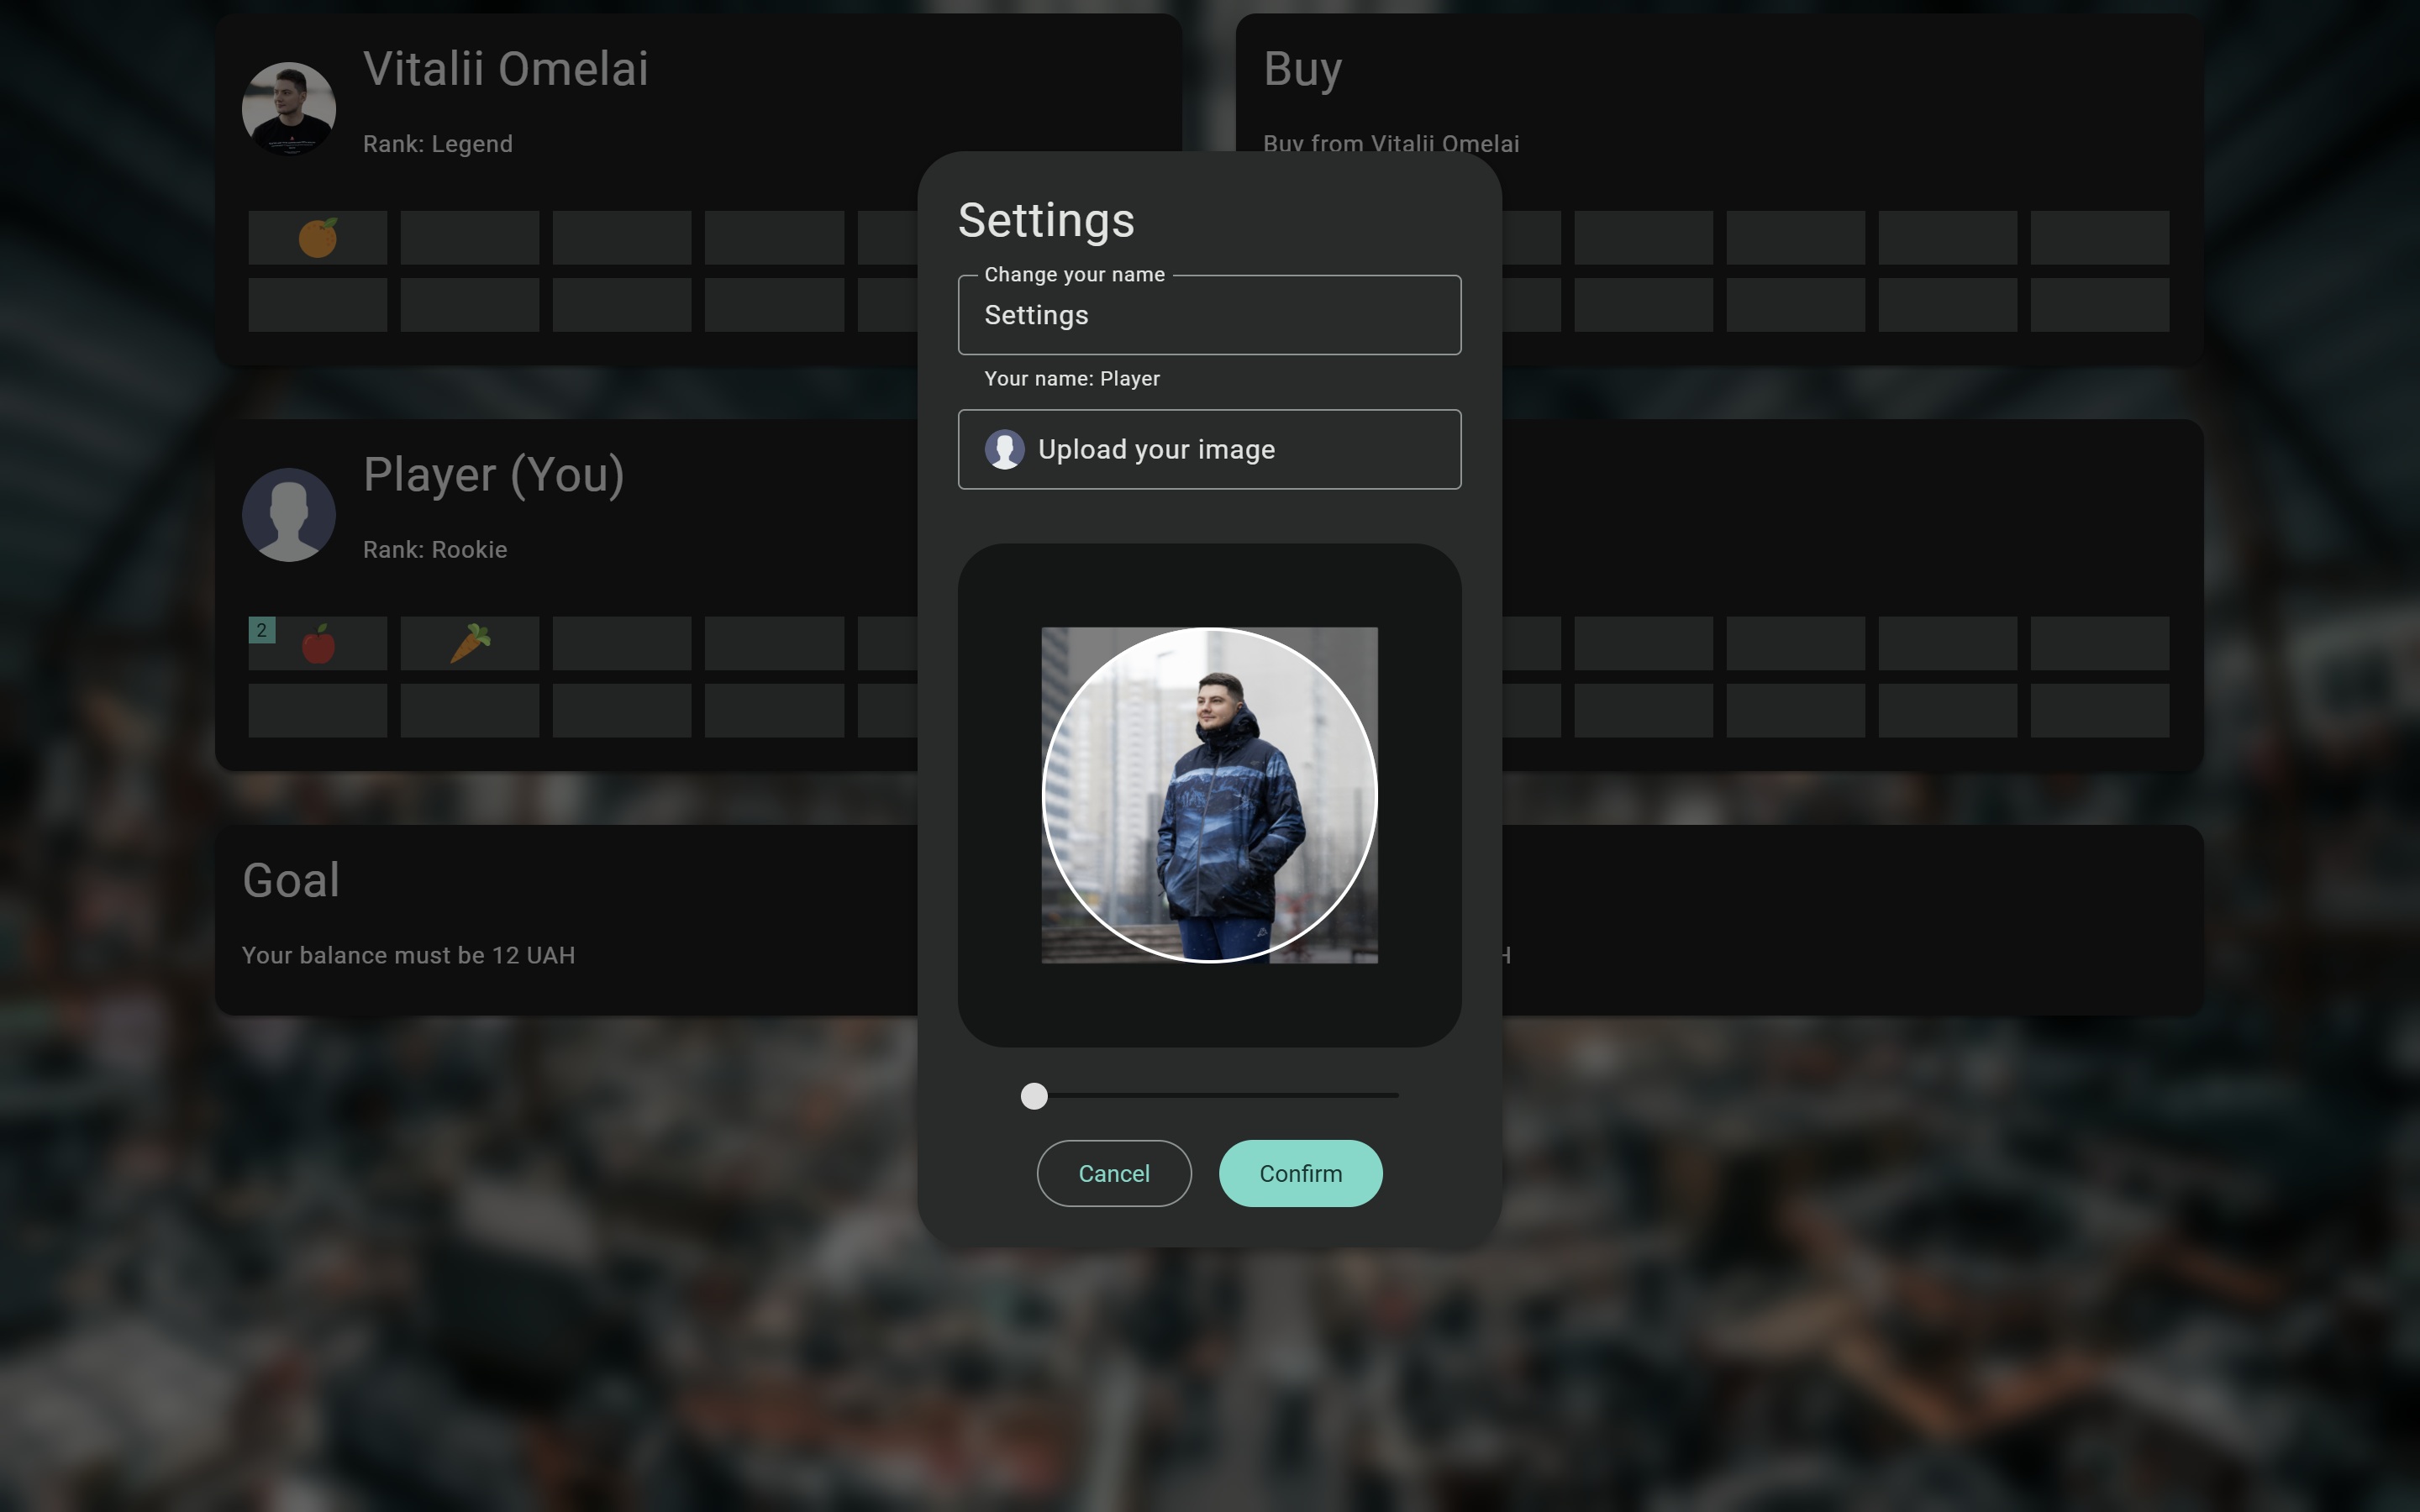 Vitalii Omelai
Rank: Legend
Buy
Buy from Vitalii Omelai
Settings
Change your name
Settings
Your name: Player
Upload your image
Player (You)
Rank: Rookie
2
Goal
Your balance must be 12 UAH
H
Cancel
Confirm